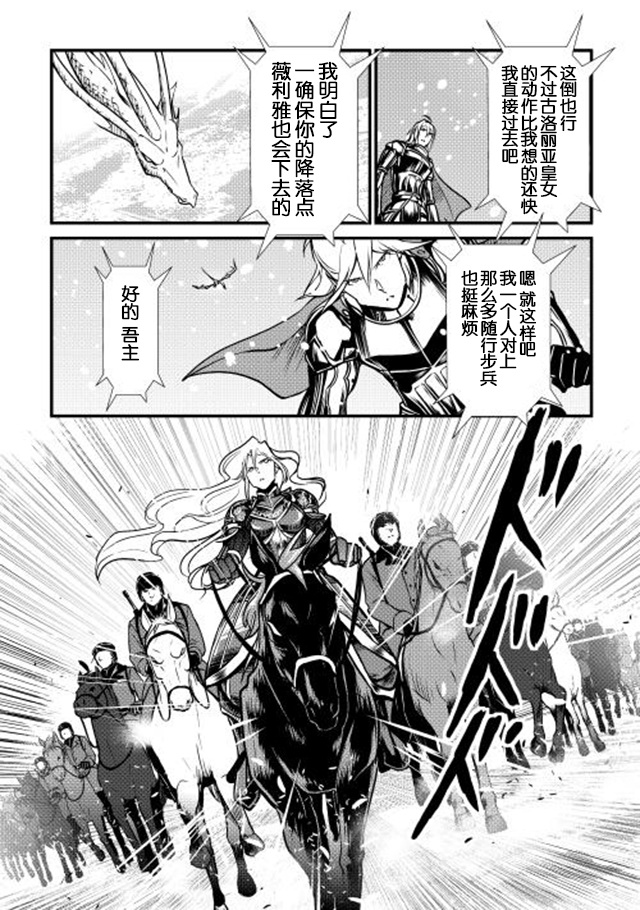 这倒也行
不过古洛丽亚皇女
的动作比我想的还快
我直接过去吧
我明白了
一确保你的降落点
薇利雅也会下去的
嗯 就这样吧
我一个人对上
那么多随行步兵
也挺麻烦
好的 吾主
ドドド